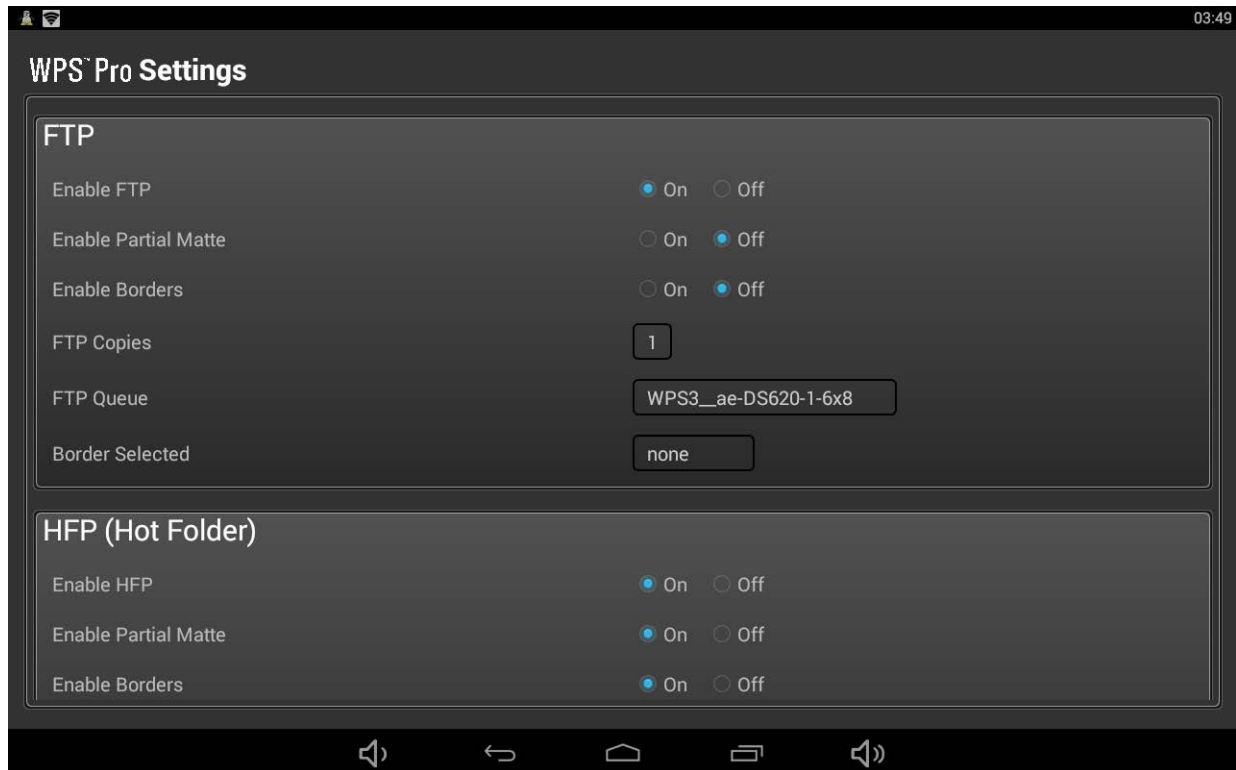 03:49
WPS™ Pro Settings
FTP
Enable FTP On Off
Enable Partial Matte On Off
Enable Borders On Off
FTP Copies 1
FTP Queue WPS3__ae-DS620-1-6x8
Border Selected none
HFP (Hot Folder)
Enable HFP On Off
Enable Partial Matte On Off
Enable Borders On Off